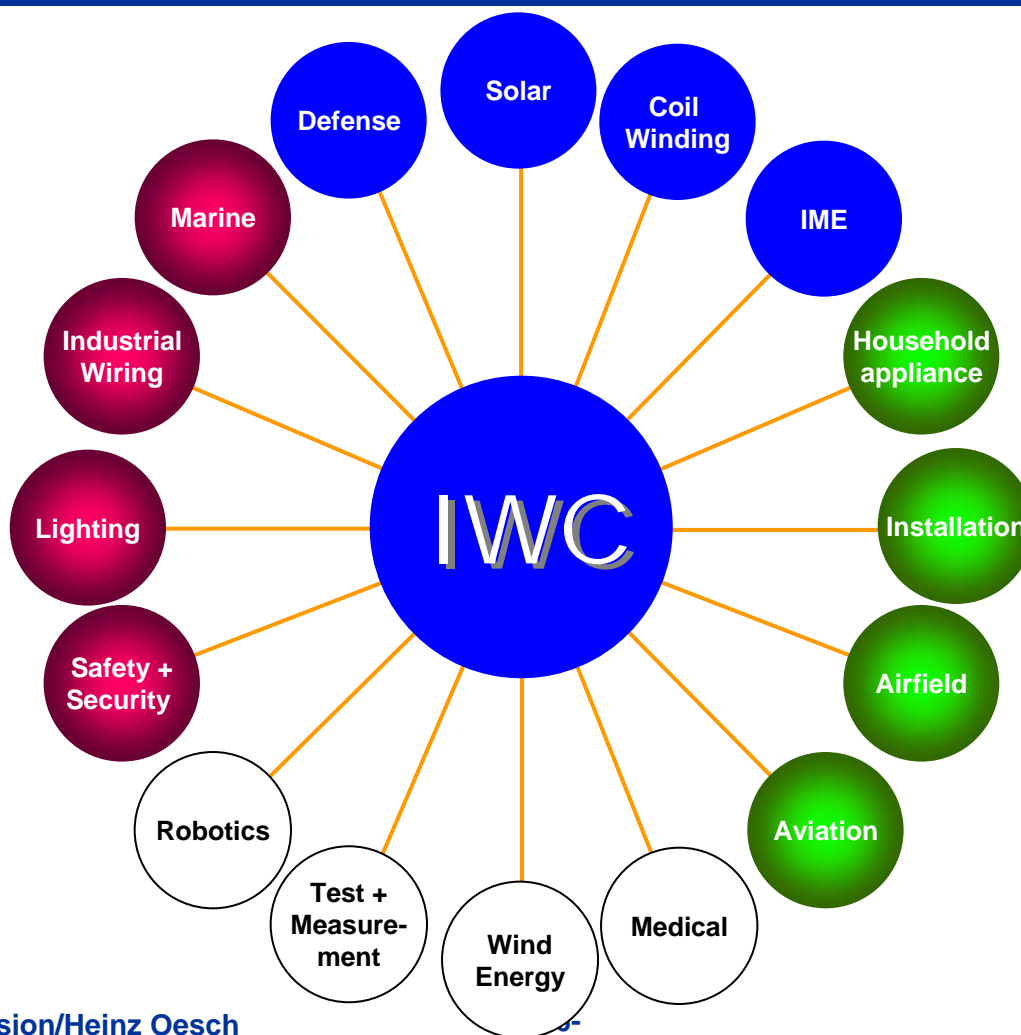 Solar
Coil
Winding
IME
Household
appliance
Installation
Airfield
Aviation
Medical
Wind
Energy
Test +
Measure-
ment
Robotics
Safety +
Security
Lighting
Industrial
Wiring
Marine
Defense
IWC
sion/Heinz Oesch